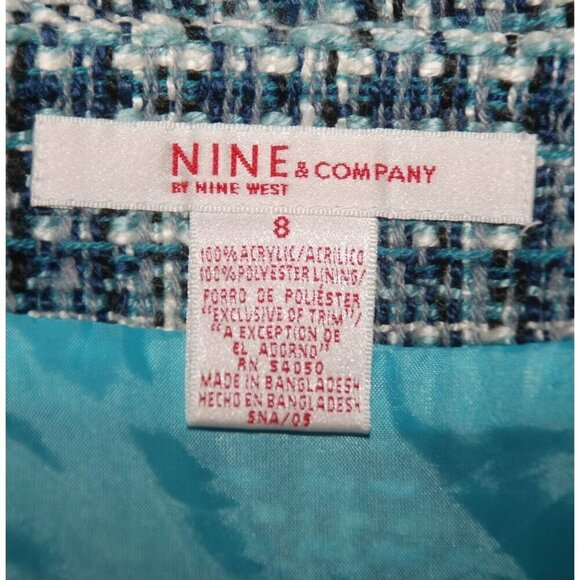 NINE & COMPANY
BY NINE WEST
8
100% ACRYLIC/ACRILICO
100% POLYESTER LINING/
FORRO DE POLIESTER
"EXCLUSIVE OF TRIM"/
"A EXCEPTION DE
EL ADORNO"
RN 54050
MADE IN BANGLADESH
HECHO EN BANGLADESH
SNA/05